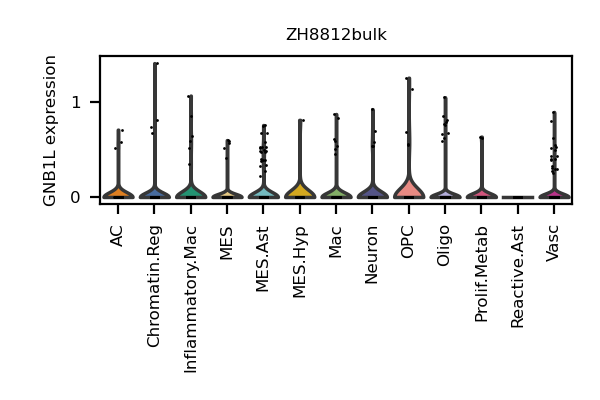 ZH8812bulk
GNB1L expression
1
0
AC
Chromatin.Reg
Inflammatory.Mac
MES
MES.Ast
MES.Hyp
Mac
Neuron
OPC
Oligo
Prolif.Metab
Reactive.Ast
Vasc